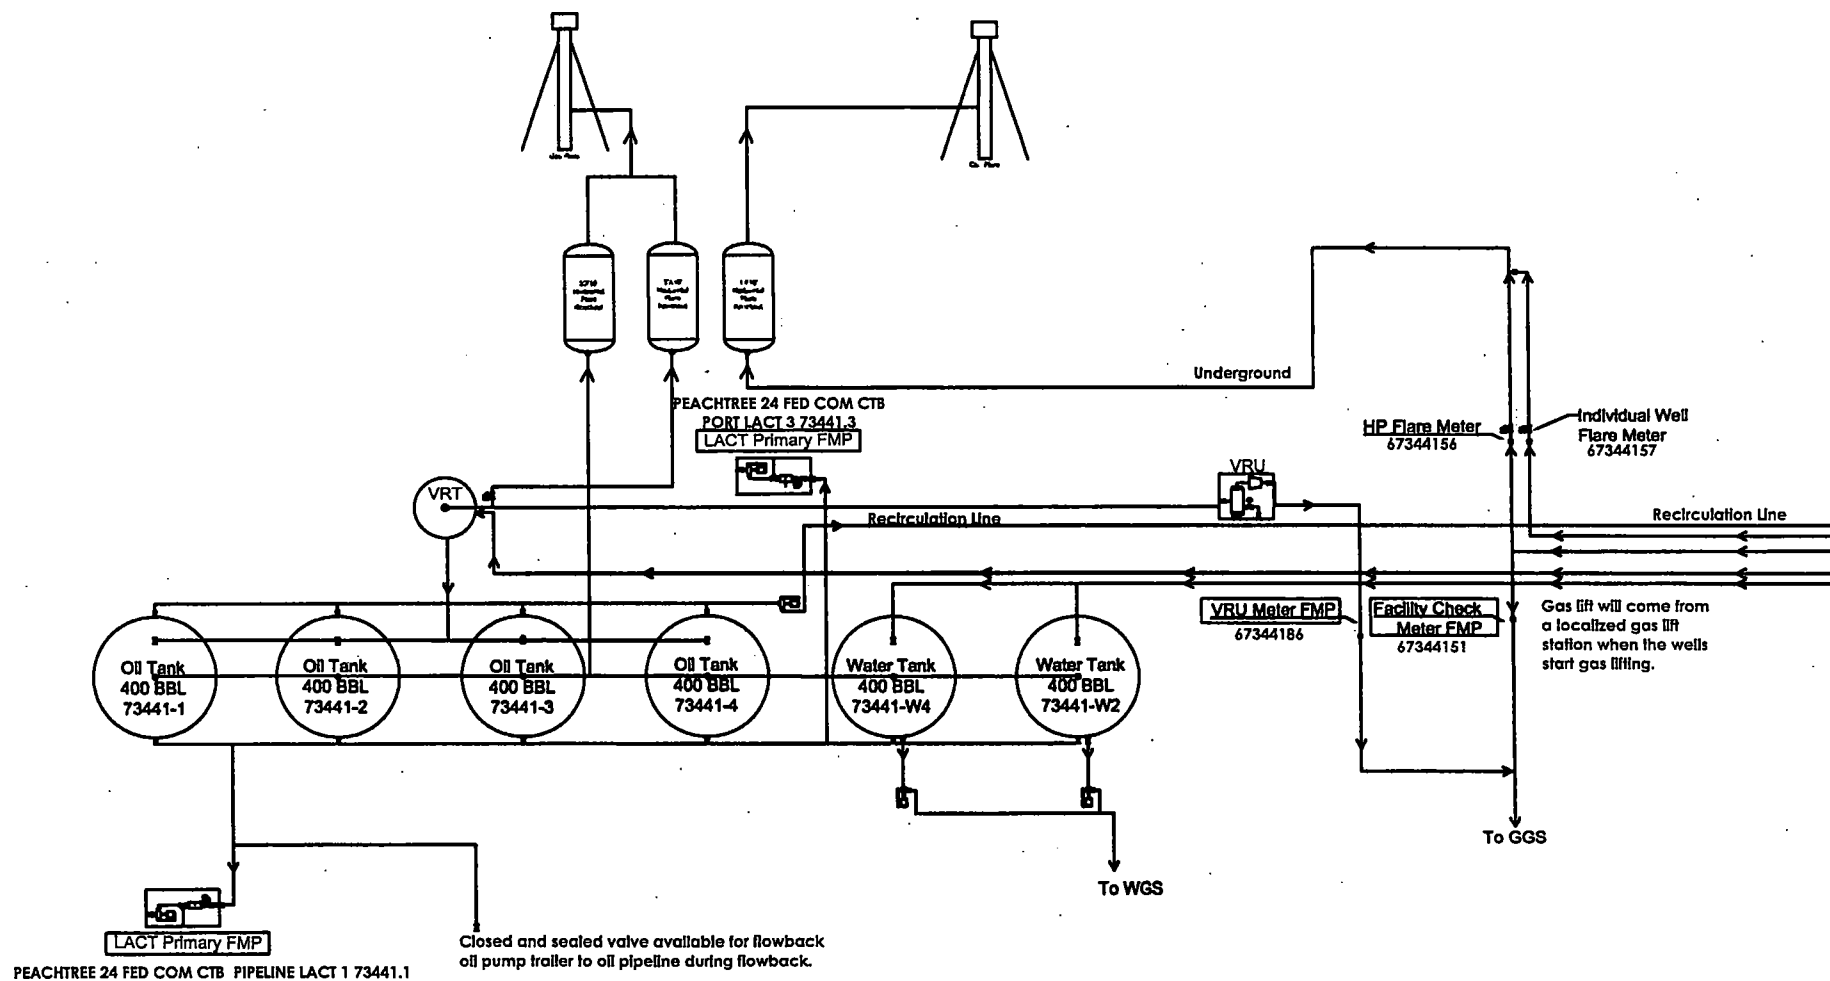 Underground
PEACHTREE 24 FED COM CTB
PORT LACT 3 73441.3
LACT Primary FMP
HP Flare Meter
67344156
Individual Well
Flare Meter
67344157
VRT
VRU
Recirculation Line
Recirculation Line
VRU Meter FMP
67344186
Facility Check
Meter FMP
67344151
Gas lift will come from
a localized gas lift
station when the wells
start gas lifting.
Oil Tank
400 BBL
73441-1
Oil Tank
400 BBL
73441-2
Oil Tank
400 BBL
73441-3
Oil Tank
400 BBL
73441-4
Water Tank
400 BBL
73441-W4
Water Tank
400 BBL
73441-W2
To GGS
To WGS
LACT Primary FMP
PEACHTREE 24 FED COM CTB PIPELINE LACT 1 73441.1
Closed and sealed valve available for flowback
oil pump trailer to oil pipeline during flowback.